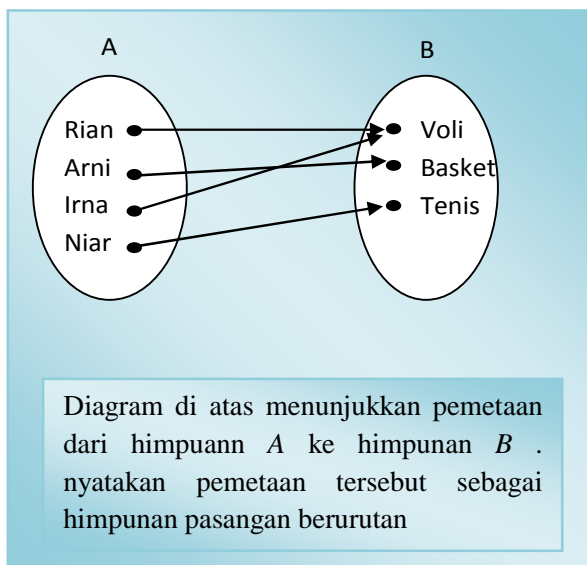 A B
Rian Voli
Arni Basket
Irna Tenis
Niar
Diagram di atas menunjukkan pemetaan
dari himpuann A ke himpunan B .
nyatakan pemetaan tersebut sebagai
himpunan pasangan berurutan